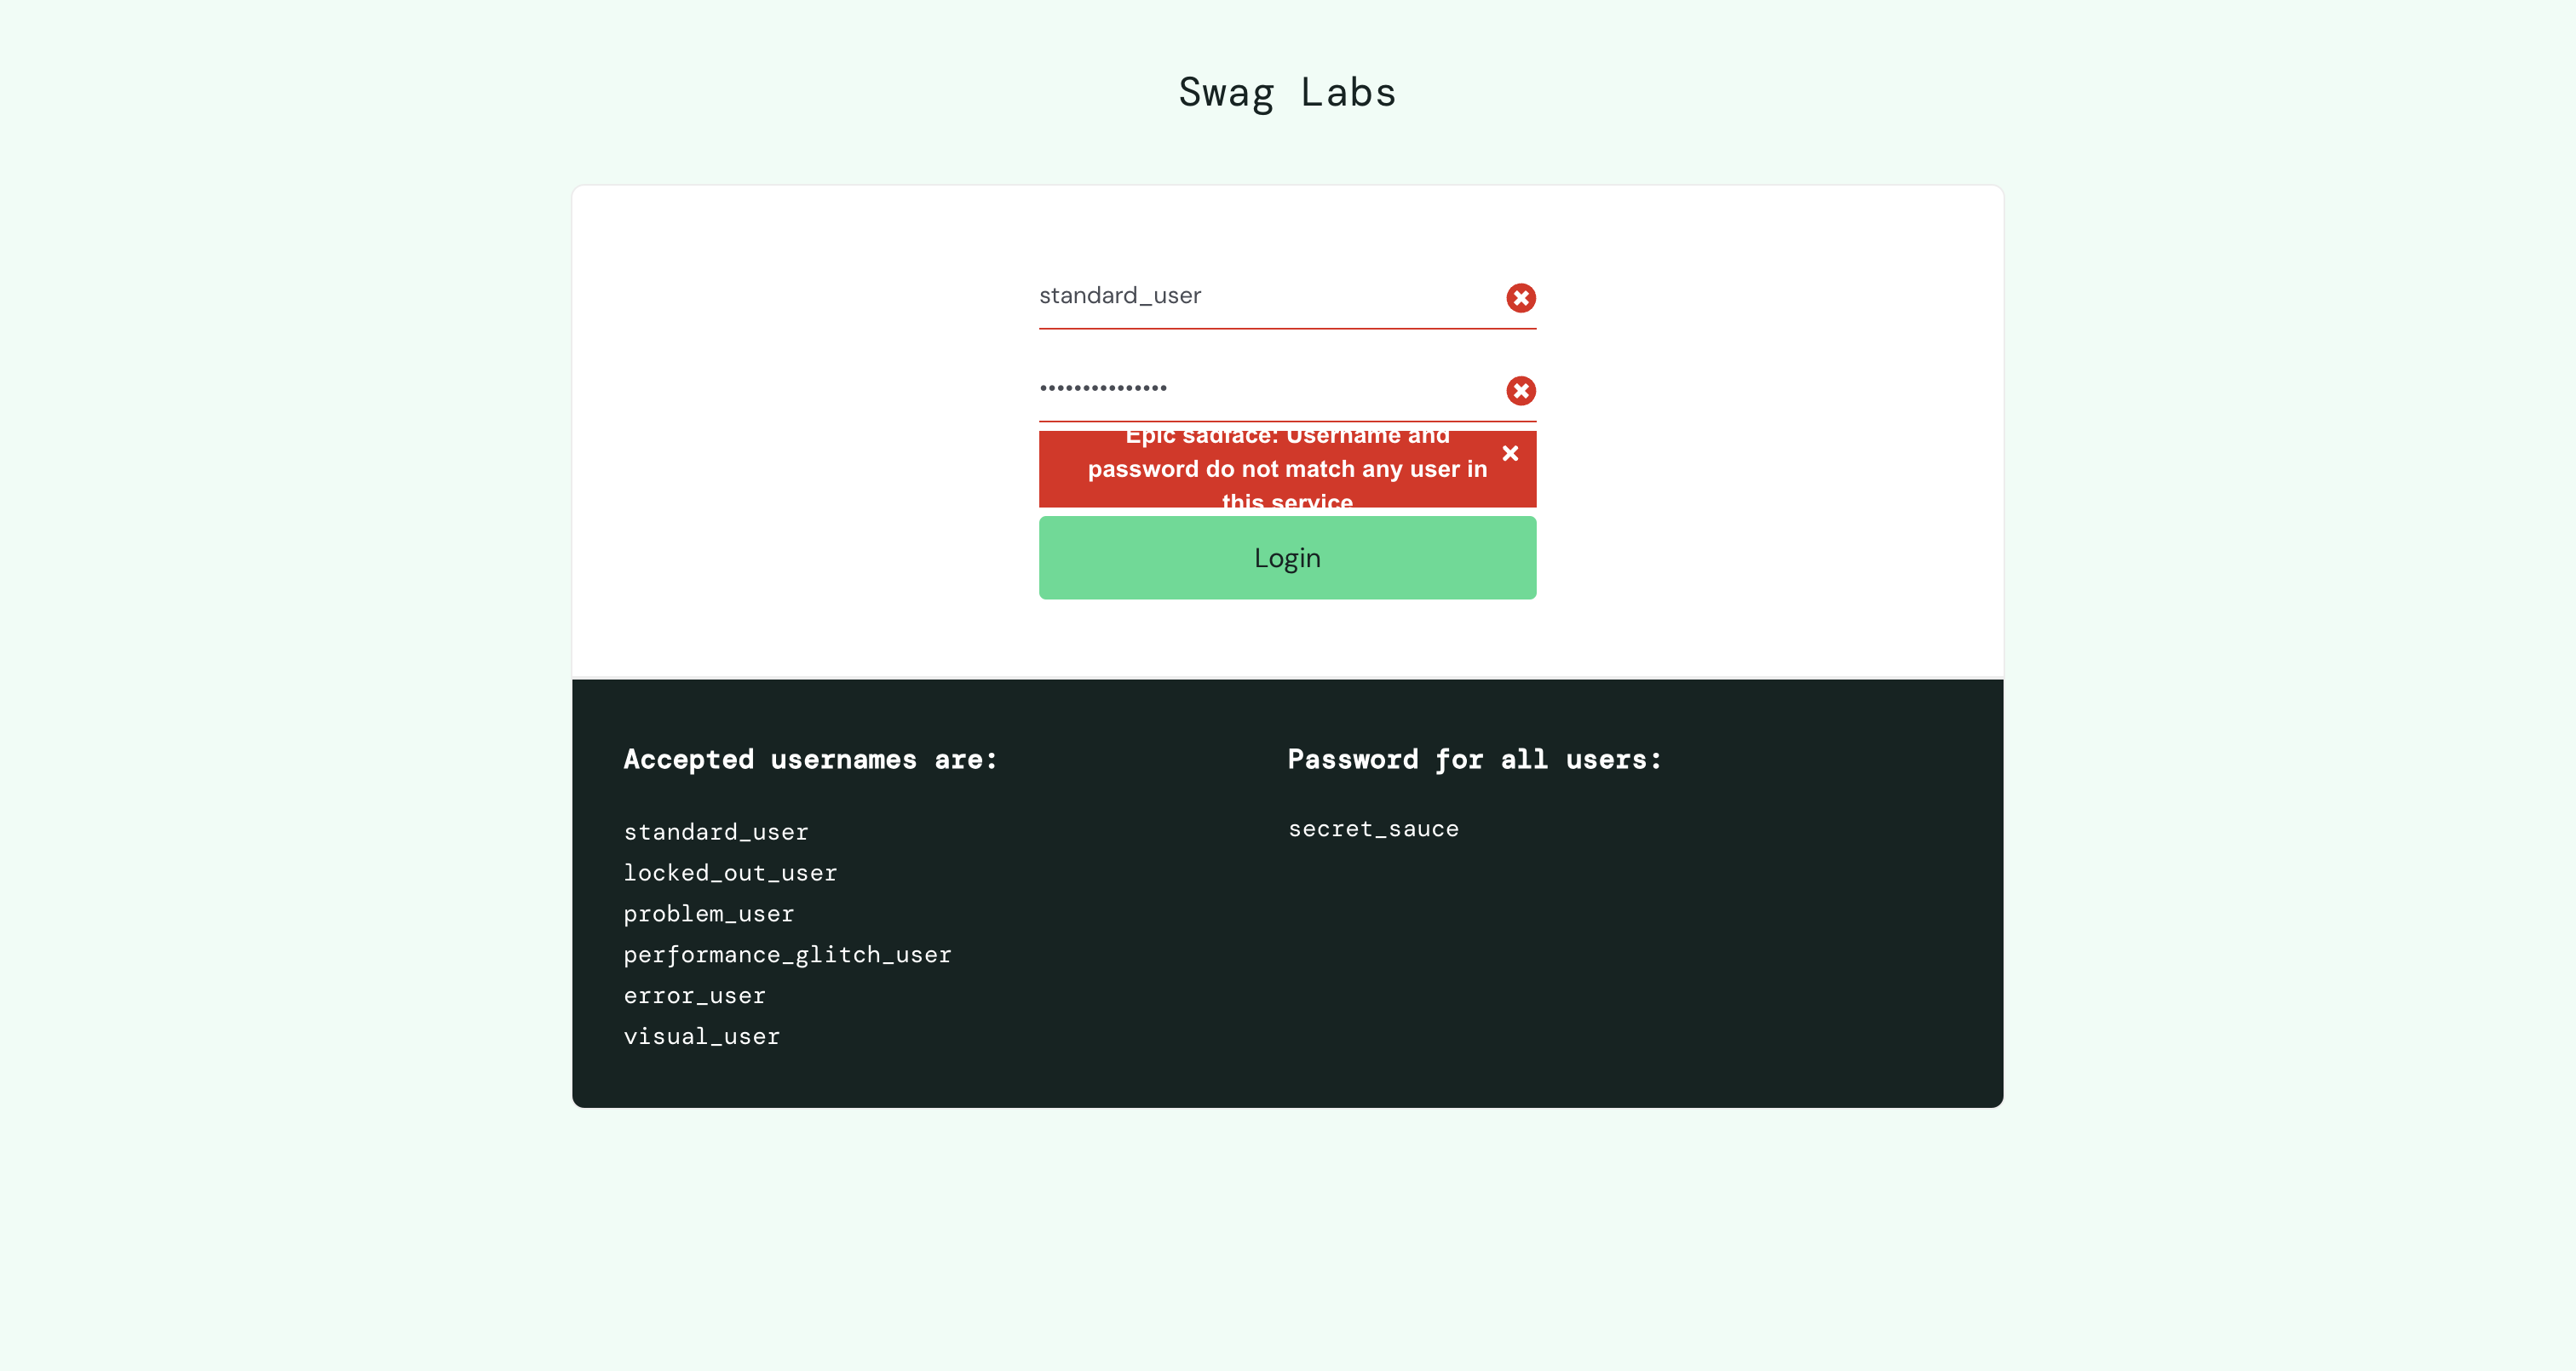 Swag Labs
standard_user
•••••••••••••••
Epic sadface: Username and
password do not match any user in
this service
Login
Accepted usernames are:
standard_user
locked_out_user
problem_user
performance_glitch_user
error_user
visual_user
Password for all users:
secret_sauce